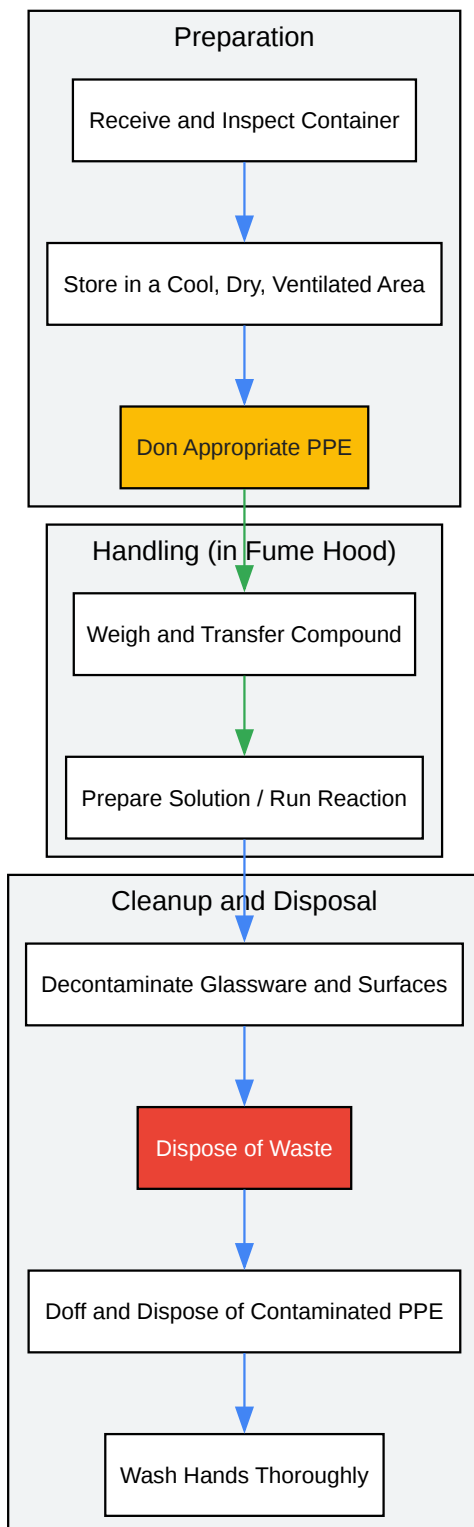 Preparation
Receive and Inspect Container
Store in a Cool, Dry, Ventilated Area
Don Appropriate PPE
Handling (in Fume Hood)
Weigh and Transfer Compound
Prepare Solution / Run Reaction
Cleanup and Disposal
Decontaminate Glassware and Surfaces
Dispose of Waste
Doff and Dispose of Contaminated PPE
Wash Hands Thoroughly